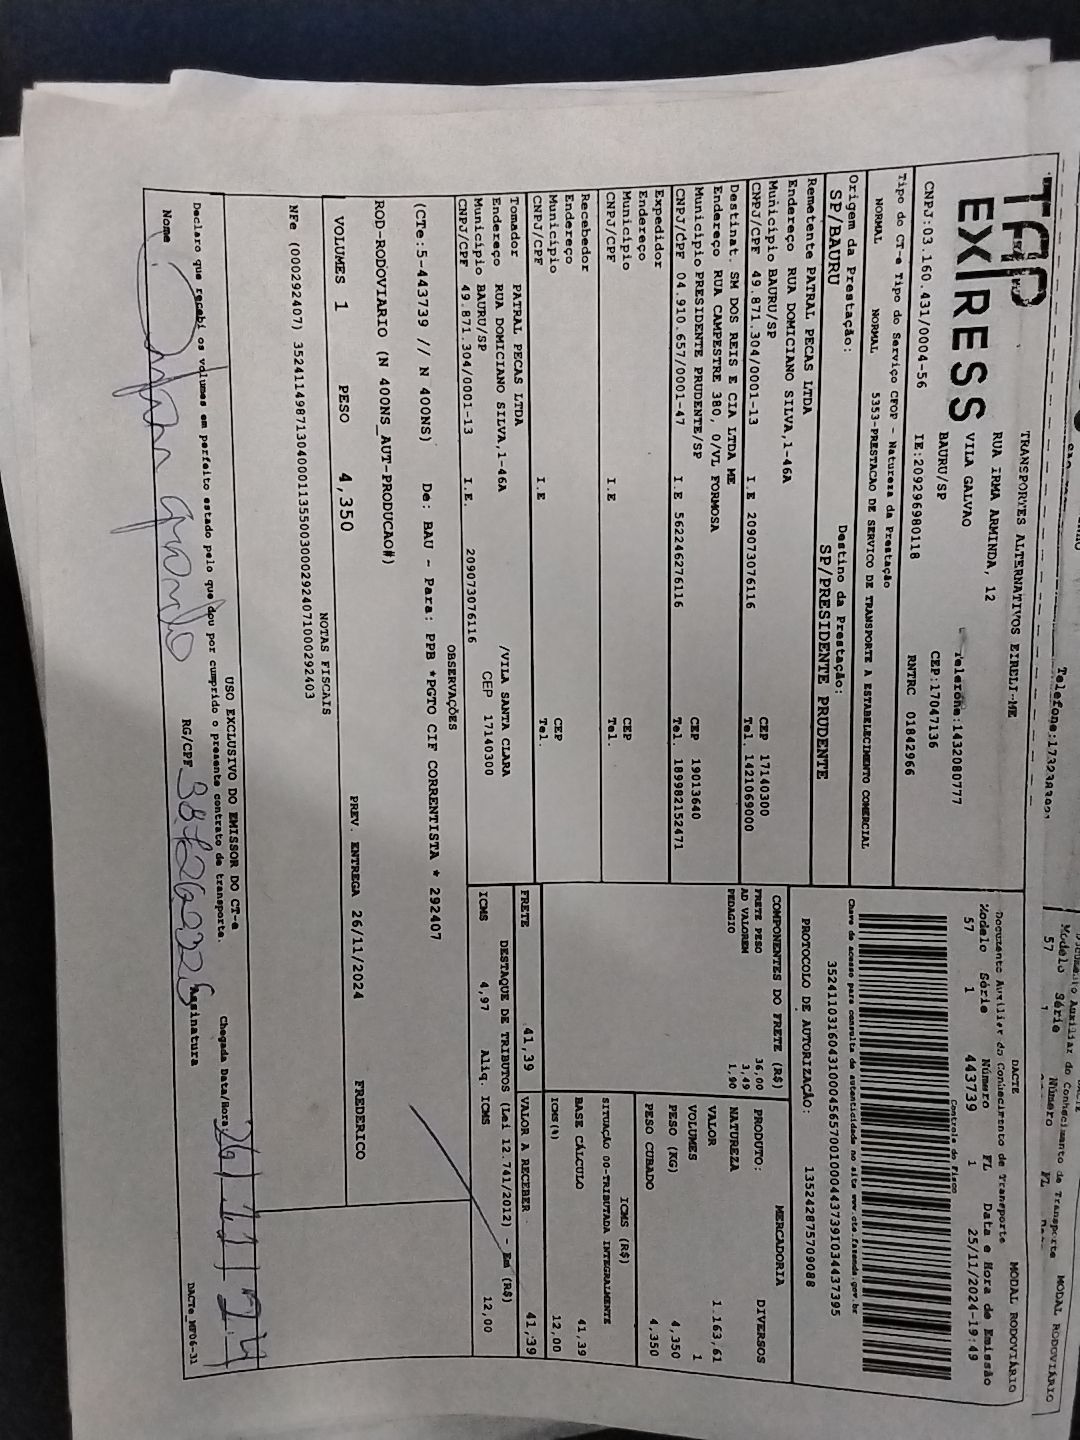 TAP
EX|RESS
TRANSPORTES ALTERNATIVOS EIRELI-ME
RUA IRMA ARMINDA, 12
VILA GALVAO
BAURU/SP
Telefone:1432080777
CEP:17047136
CNPJ:03.160.431/0004-56
IE:209296980118
RNTRC 01842966
DACTE
MODAL RODOVIÁRIO
Documento Auxiliar do Conhecimento de Transporte
Modelo Série Número FL Data e Hora de Emissão
57 1 443739 1 25/11/2024-19:49
Controle do Fisco
Chave de acesso para consulta de autenticidade no site www.cte.fazenda.gov.br
35241103160431000456570010004437391034437395
PROTOCOLO DE AUTORIZAÇÃO: 135242875709088
Tipo do CT-e Tipo do Serviço CFOP - Natureza da Prestação
NORMAL NORMAL 5353-PRESTACAO DE SERVICO DE TRANSPORTE A ESTABELECIMENTO COMERCIAL
Origem da Prestação: Destino da Prestação:
SP/BAURU SP/PRESIDENTE PRUDENTE
Remetente PATRAL PECAS LTDA
Endereço RUA DOMICIANO SILVA,1-46A
Município BAURU/SP CEP 17140300
CNPJ/CPF 49.871.304/0001-13 I.E 209073076116 Tel. 1421069000
Destinat. SM DOS REIS E CIA LTDA ME
Endereço RUA CAMPESTRE 380, 0/VL FORMOSA
Município PRESIDENTE PRUDENTE/SP CEP 19013640
CNPJ/CPF 04.910.657/0001-47 I.E 562246276116 Tel. 189982152471
Expedidor
Endereço
Município CEP
CNPJ/CPF I.E Tel.
Recebedor
Endereço
Município CEP
CNPJ/CPF I.E Tel.
Tomador PATRAL PECAS LTDA
Endereço RUA DOMICIANO SILVA,1-46A /VILA SANTA CLARA
Município BAURU/SP CEP 17140300
CNPJ/CPF 49.871.304/0001-13 I.E. 209073076116
COMPONENTES DO FRETE (R$)
FRETE PESO 36,00
AD VALOREM 3,49
PEDAGIO 1,90
MERCADORIA
PRODUTO: DIVERSOS
NATUREZA
VALOR 1.163,61
VOLUMES 1
PESO (KG) 4,350
PESO CUBADO 4,350
ICMS (R$)
SITUAÇÃO 00-TRIBUTADA INTEGRALMENTE
BASE CÁLCULO 41,39
ICMS(%) 12,00
FRETE 41,39 VALOR A RECEBER 41,39
DESTAQUE DE TRIBUTOS (Lei 12.741/2012) - Em (R$)
ICMS 4,97 Aliq. ICMS 12,00
OBSERVAÇÕES
(CTe:5-443739 // N 400NS) De: BAU - Para: PPB *PGTO CIF CORRENTISTA * 292407
ROD-RODOVIARIO (N 400NS_AUT-PRODUCAO#)
VOLUMES 1 PESO 4,350 PREV. ENTREGA 26/11/2024 FREDERICO
NOTAS FISCAIS
NFe (000292407) 35241149871304000113550030002924071000292403
USO EXCLUSIVO DO EMISSOR DO CT-e
Declaro que recebi os volumes em perfeito estado pelo que dou por cumprido o presente contrato de transporte.
Chegada Data/Hora: 26/11/24
Nome RG/CPF Assinatura
DACTe_MF06-31